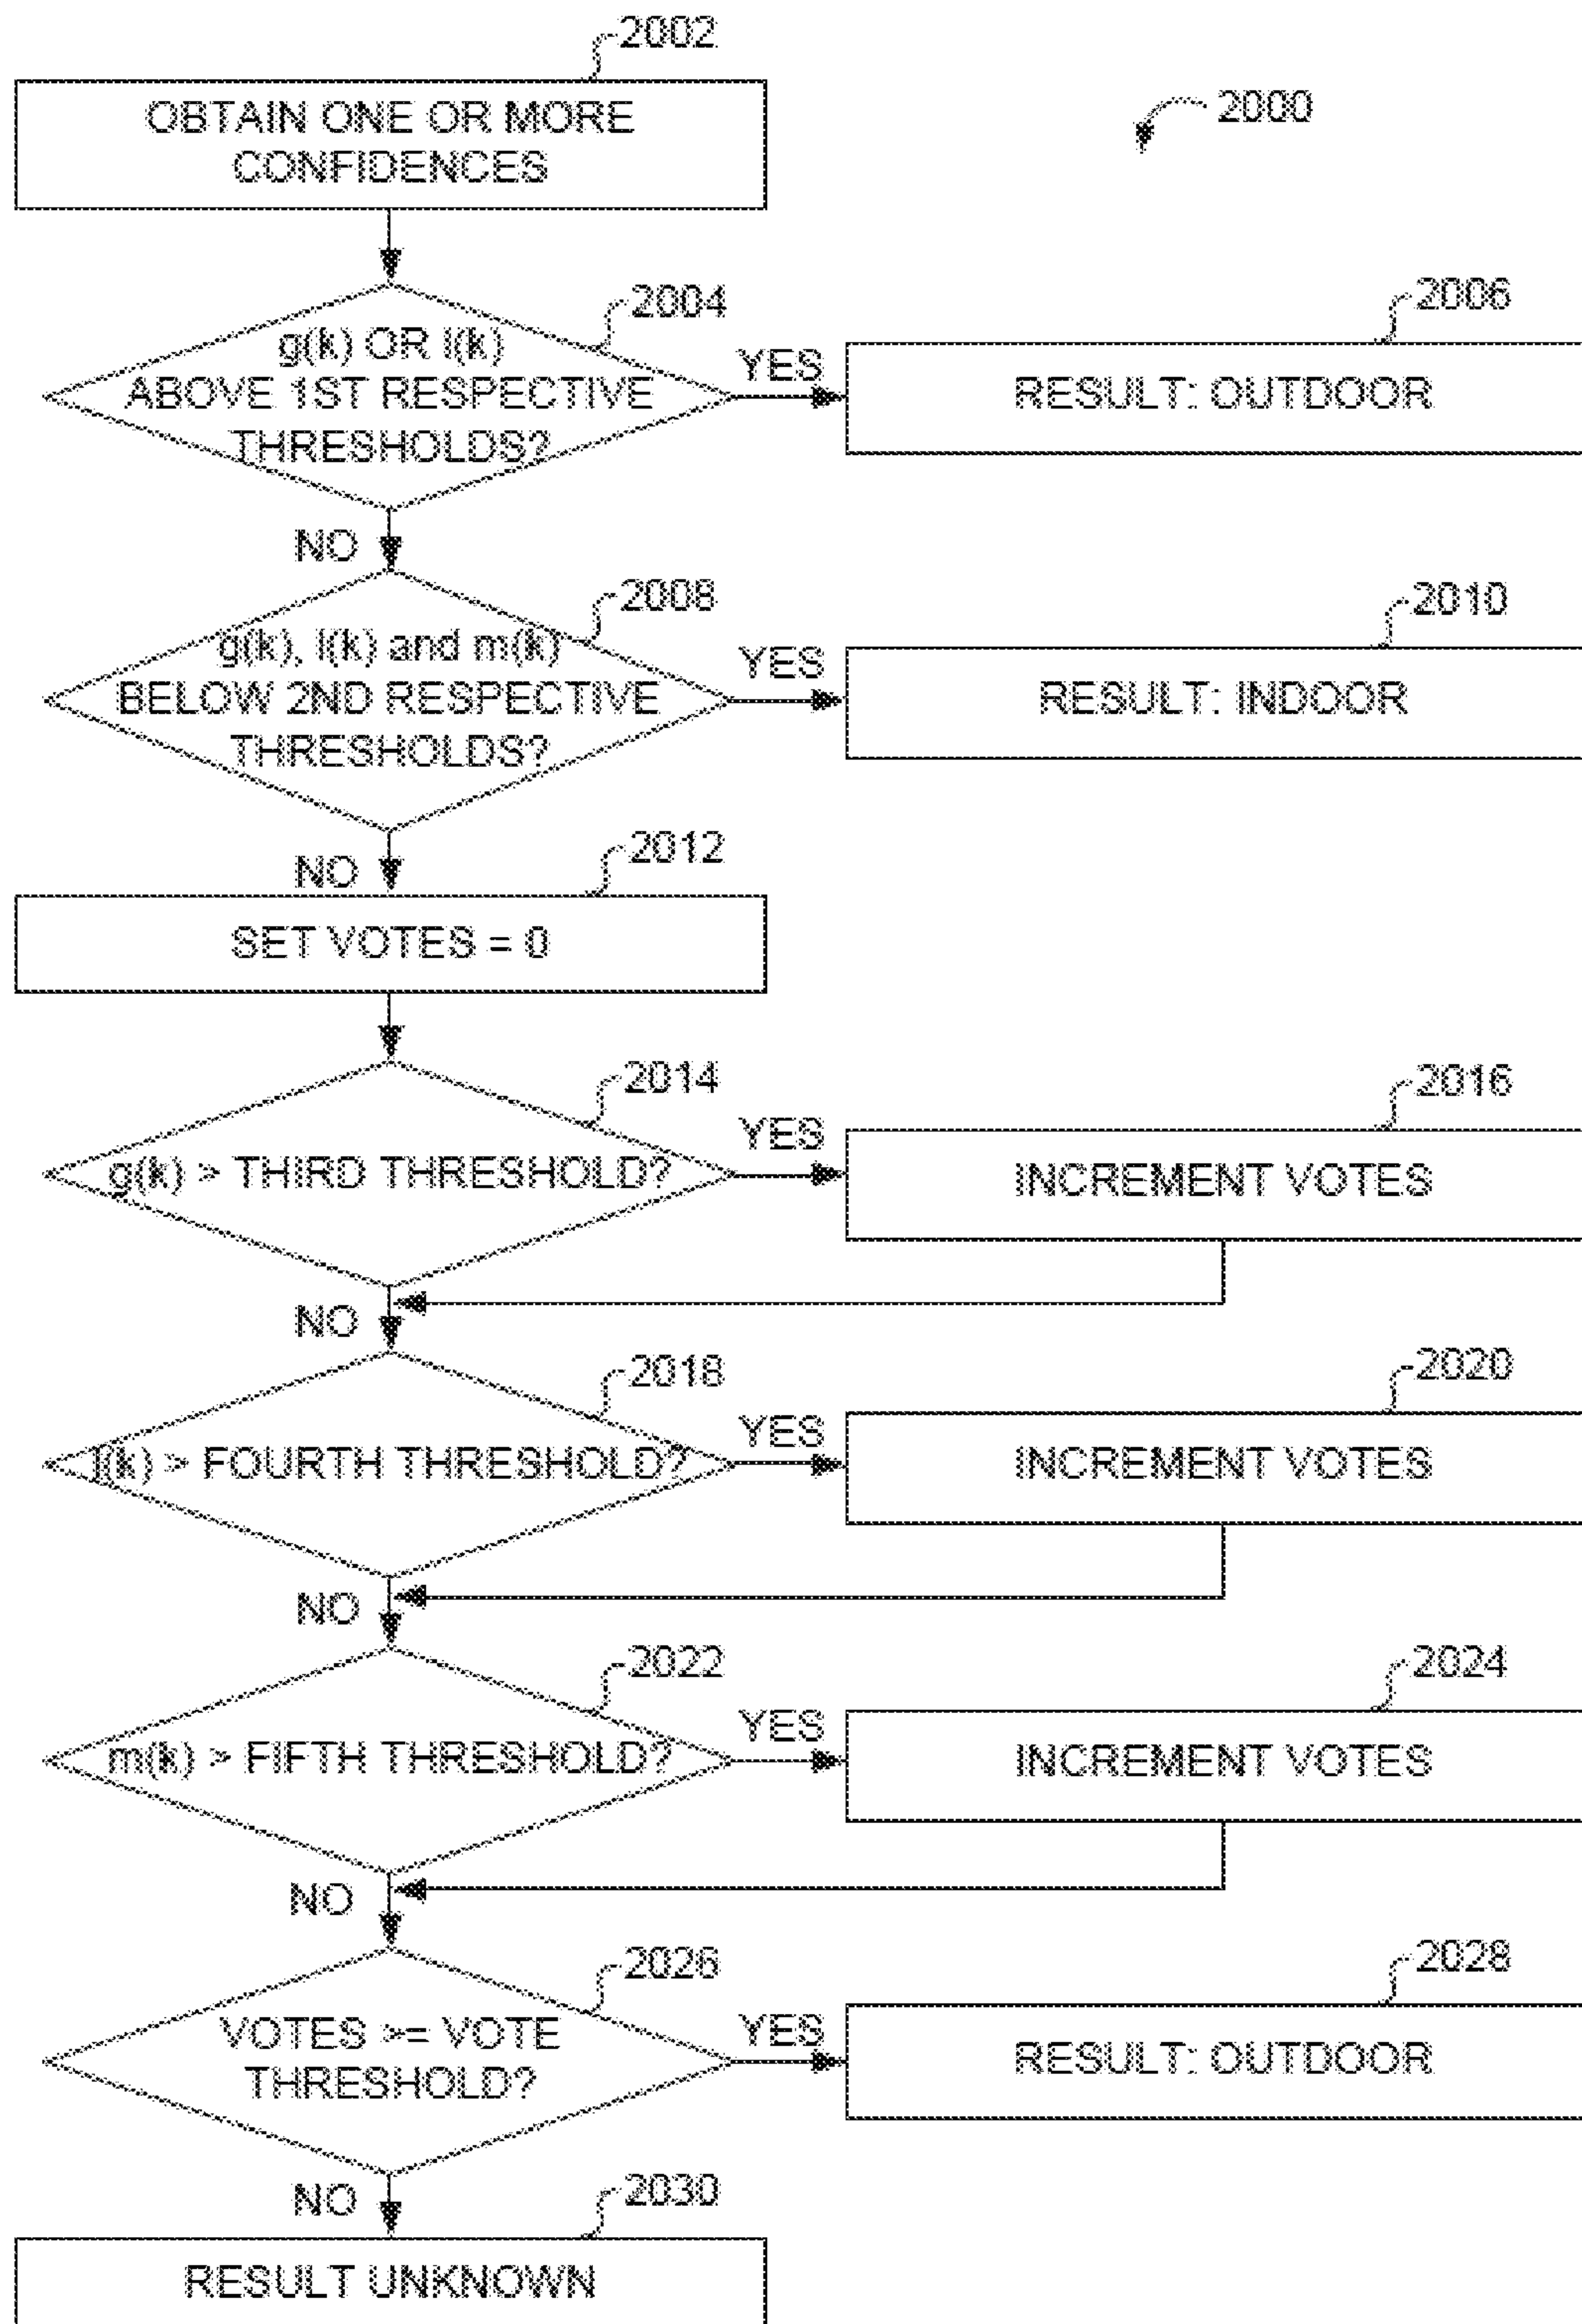 2002
OBTAIN ONE OR MORE
CONFIDENCES
2000
2004
g(k) OR l(k)
ABOVE 1ST RESPECTIVE
THRESHOLDS?
YES
2006
RESULT: OUTDOOR
NO
2008
g(k), l(k) and m(k)
BELOW 2ND RESPECTIVE
THRESHOLDS?
YES
2010
RESULT: INDOOR
NO
2012
SET VOTES = 0
2014
g(k) > THIRD THRESHOLD?
YES
2016
INCREMENT VOTES
NO
2018
l(k) > FOURTH THRESHOLD?
YES
2020
INCREMENT VOTES
NO
2022
m(k) > FIFTH THRESHOLD?
YES
2024
INCREMENT VOTES
NO
2026
VOTES >= VOTE
THRESHOLD?
YES
2028
RESULT: OUTDOOR
NO
2030
RESULT UNKNOWN